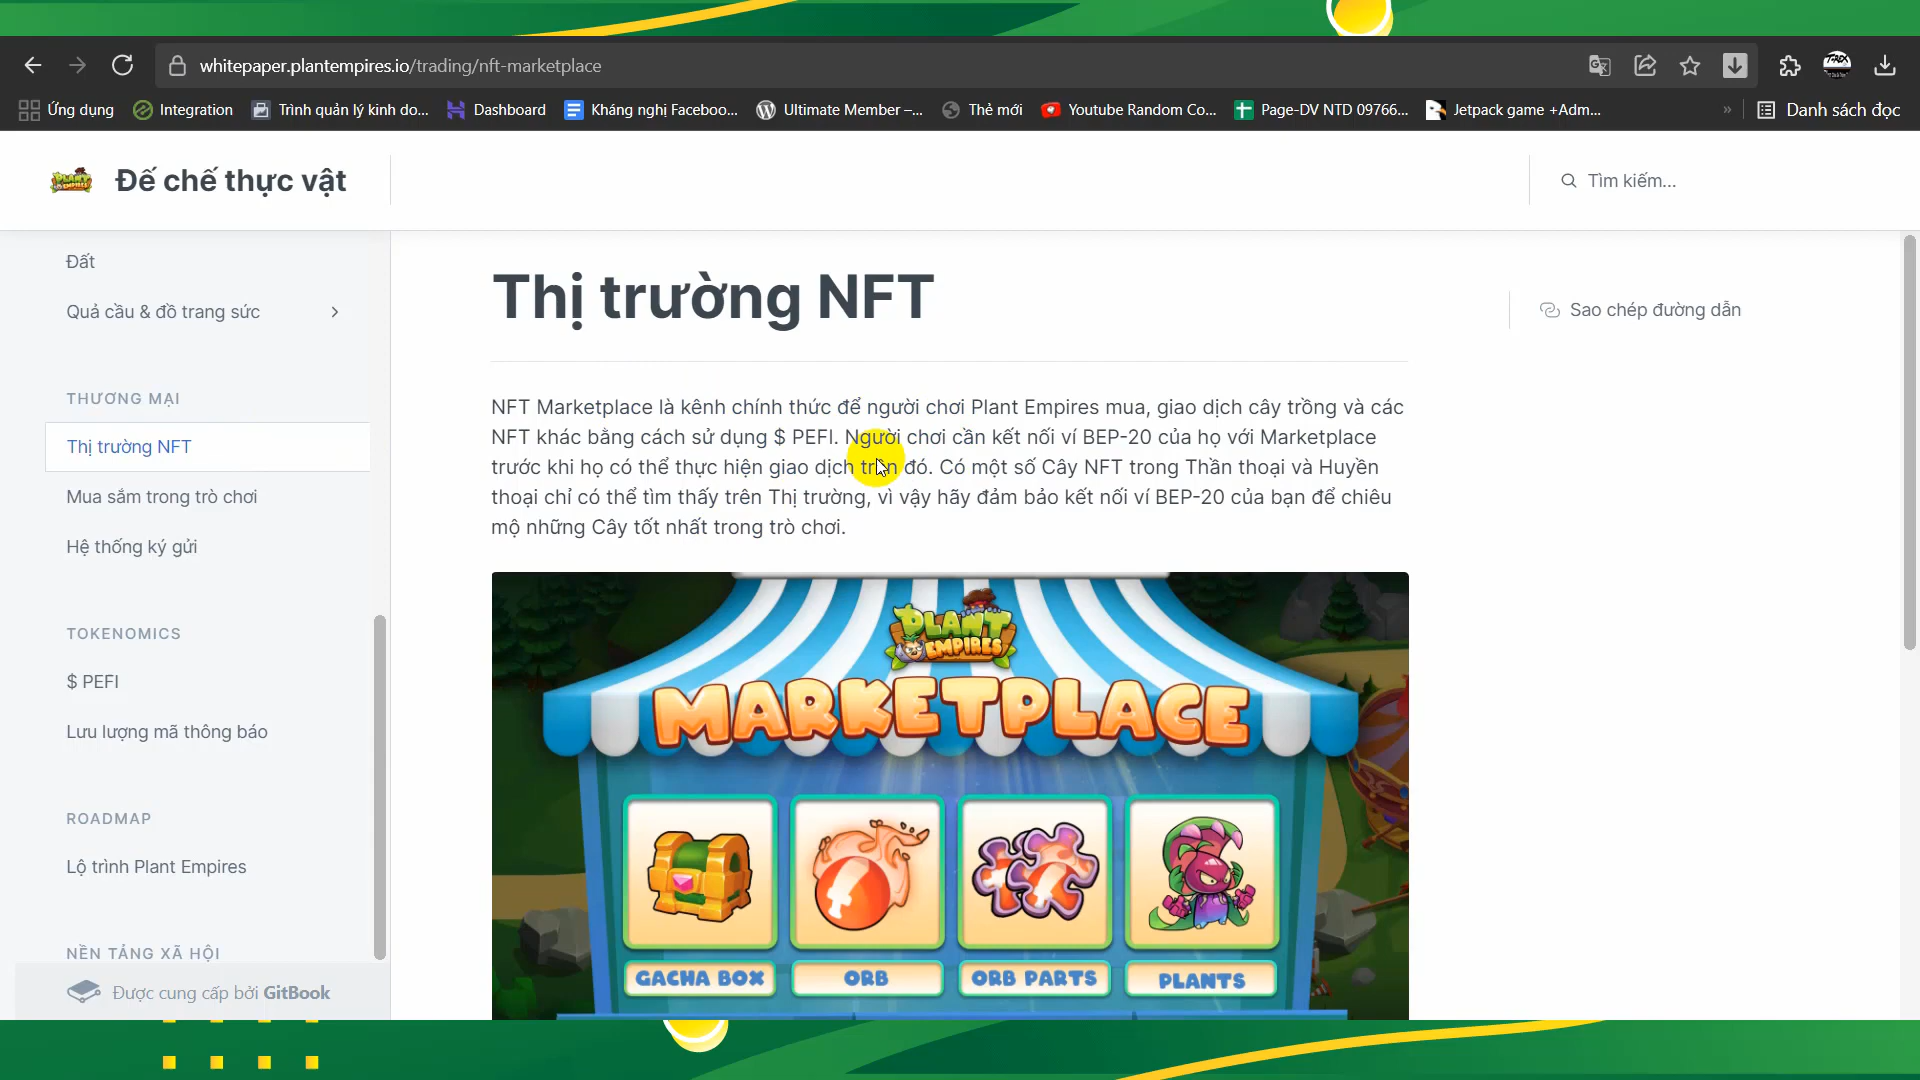 whitepaper.plantempires.io/trading/nft-marketplace
Ứng dụng
Integration
Trình quản lý kinh do...
Dashboard
Kháng nghị Faceboo...
Ultimate Member –...
Thẻ mới
Youtube Random Co...
Page-DV NTD 09766...
Jetpack game +Adm...
»
Danh sách đọc
PLANT EMPIRES
Đế chế thực vật
Tìm kiếm...
Đất
Quả cầu & đồ trang sức
THƯƠNG MẠI
Thị trường NFT
Mua sắm trong trò chơi
Hệ thống ký gửi
TOKENOMICS
$ PEFI
Lưu lượng mã thông báo
ROADMAP
Lộ trình Plant Empires
NỀN TẢNG XÃ HỘI
Được cung cấp bởi GitBook
Thị trường NFT
Sao chép đường dẫn
NFT Marketplace là kênh chính thức để người chơi Plant Empires mua, giao dịch cây trồng và các
NFT khác bằng cách sử dụng $ PEFI. Người chơi cần kết nối ví BEP-20 của họ với Marketplace
trước khi họ có thể thực hiện giao dịch trên đó. Có một số Cây NFT trong Thần thoại và Huyền
thoại chỉ có thể tìm thấy trên Thị trường, vì vậy hãy đảm bảo kết nối ví BEP-20 của bạn để chiêu
mộ những Cây tốt nhất trong trò chơi.
PLANT
EMPIRES
MARKETPLACE
GACHA BOX
ORB
ORB PARTS
PLANTS